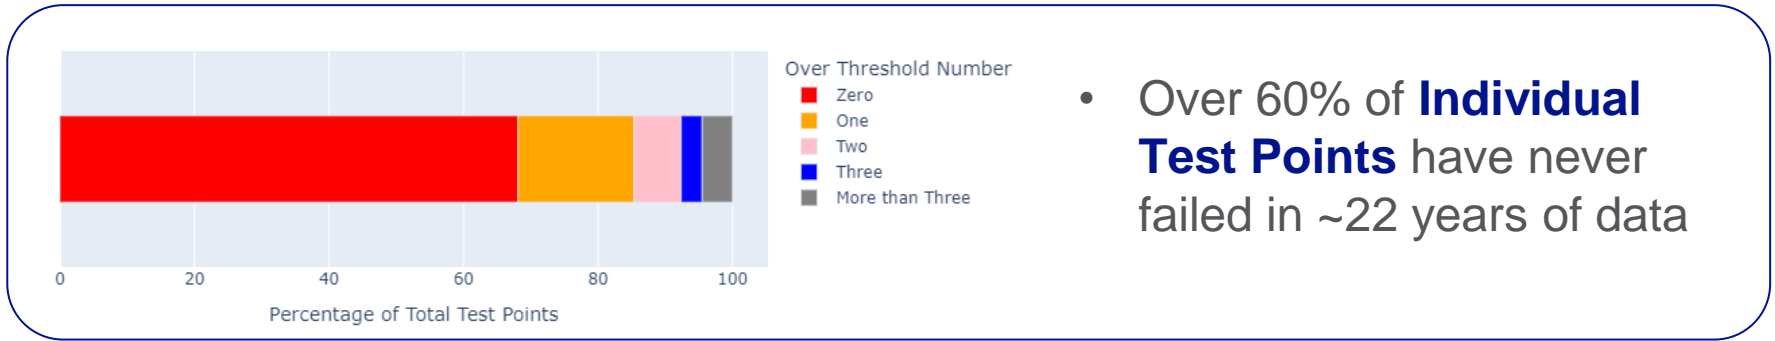 Over Threshold Number
Zero
One
Two
Three
More than Three
0 20 40 60 80 100
Percentage of Total Test Points
• Over 60% of Individual
Test Points have never
failed in ~22 years of data